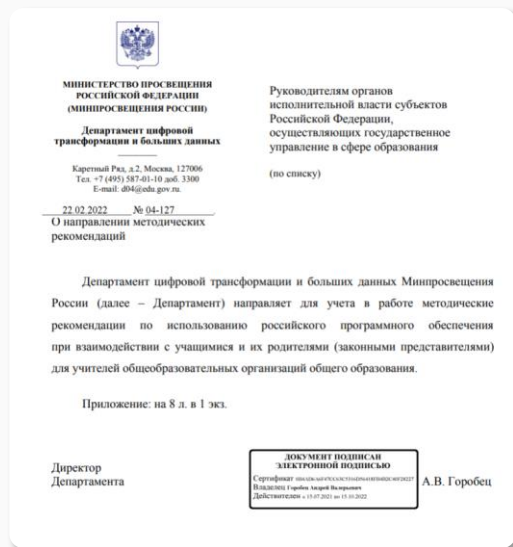 МИНИСТЕРСТВО ПРОСВЕЩЕНИЯ
РОССИЙСКОЙ ФЕДЕРАЦИИ
(МИНПРОСВЕЩЕНИЯ РОССИИ)
Департамент цифровой
трансформации и больших данных
Каретный Ряд, д.2, Москва, 127006
Тел. +7 (495) 587-01-10 доб. 3300
E-mail: d04@edu.gov.ru
22.02.2022 № 04-127
О направлении методических
рекомендаций
Руководителям органов
исполнительной власти субъектов
Российской Федерации,
осуществляющих государственное
управление в сфере образования
(по списку)
Департамент цифровой трансформации и больших данных Минпросвещения
России (далее – Департамент) направляет для учета в работе методические
рекомендации по использованию российского программного обеспечения
при взаимодействии с учащимися и их родителями (законными представителями)
для учителей общеобразовательных организаций общего образования.
Приложение: на 8 л. в 1 экз.
Директор
Департамента
ДОКУМЕНТ ПОДПИСАН
ЭЛЕКТРОННОЙ ПОДПИСЬЮ
Сертификат
Владелец Горобец Андрей Валерьевич
Действителен с 15.07.2021 по 15.10.2022
А.В. Горобец